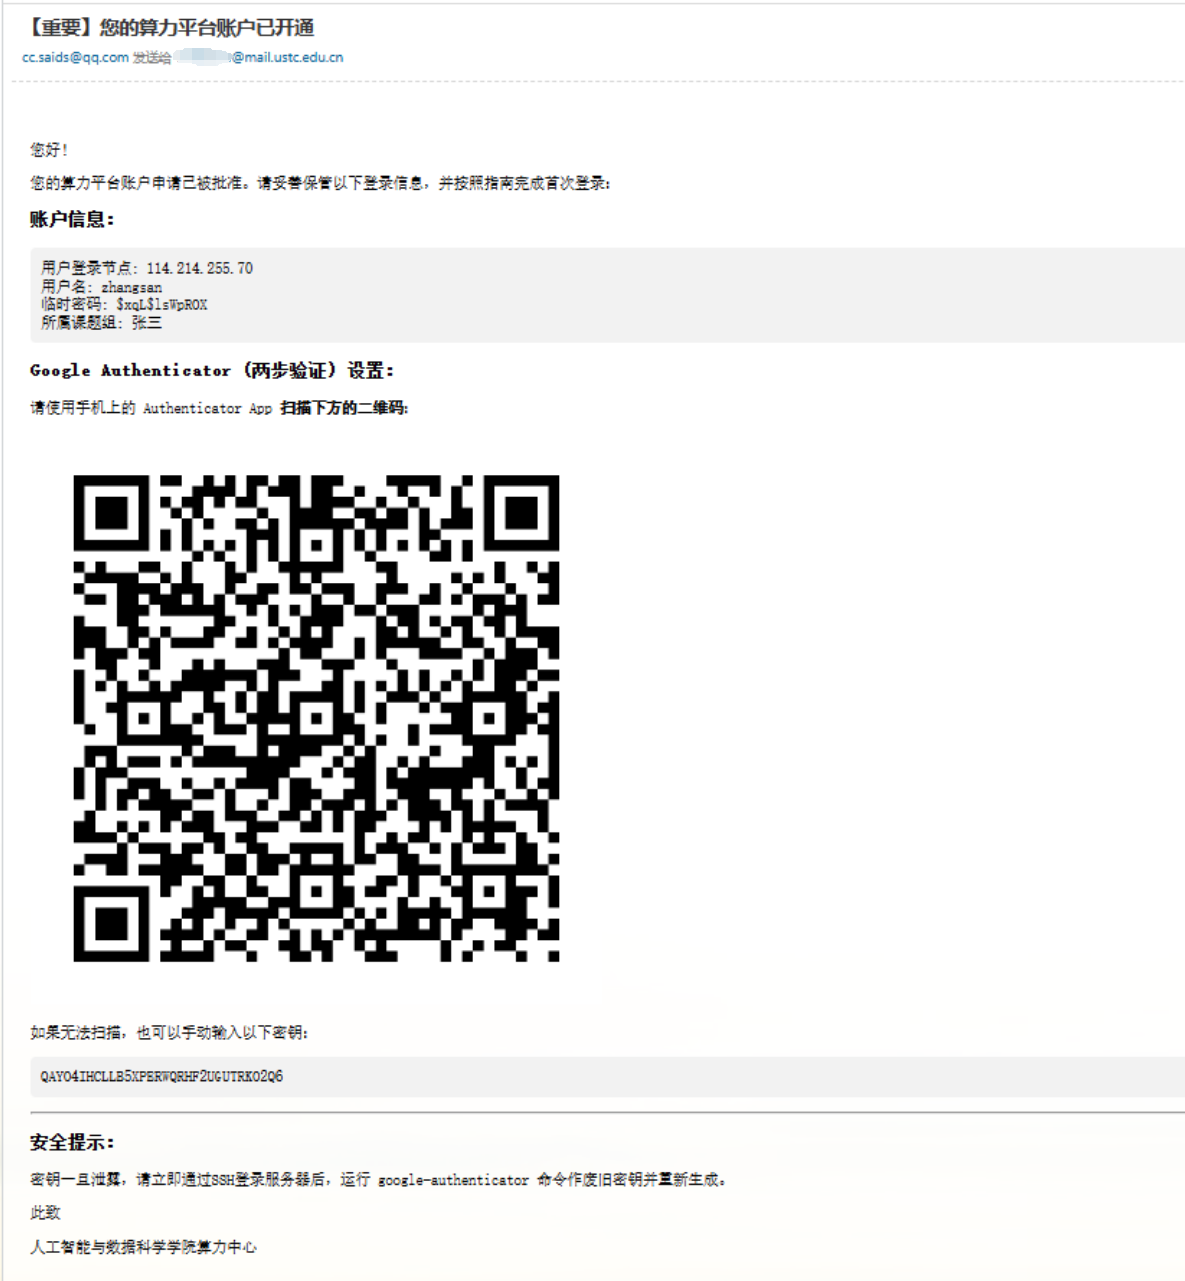 【重要】您的算力平台账户已开通
cc.saids@qq.com 发送给 @mail.ustc.edu.cn
您好！
您的算力平台账户申请已被批准。请妥善保管以下登录信息，并按照指南完成首次登录：
账户信息：
用户登录节点: 114.214.255.70
用户名: zhangsan
临时密码: $xqL$lsWpROX
所属课题组: 张三
Google Authenticator (两步验证) 设置：
请使用手机上的 Authenticator App 扫描下方的二维码：
如果无法扫描，也可以手动输入以下密钥：
QAYO4IHCLLB5XPERWQRHF2UGUTRKO2Q6
安全提示：
密钥一旦泄露，请立即通过SSH登录服务器后，运行 google-authenticator 命令作废旧密钥并重新生成。
此致
人工智能与数据科学学院算力中心